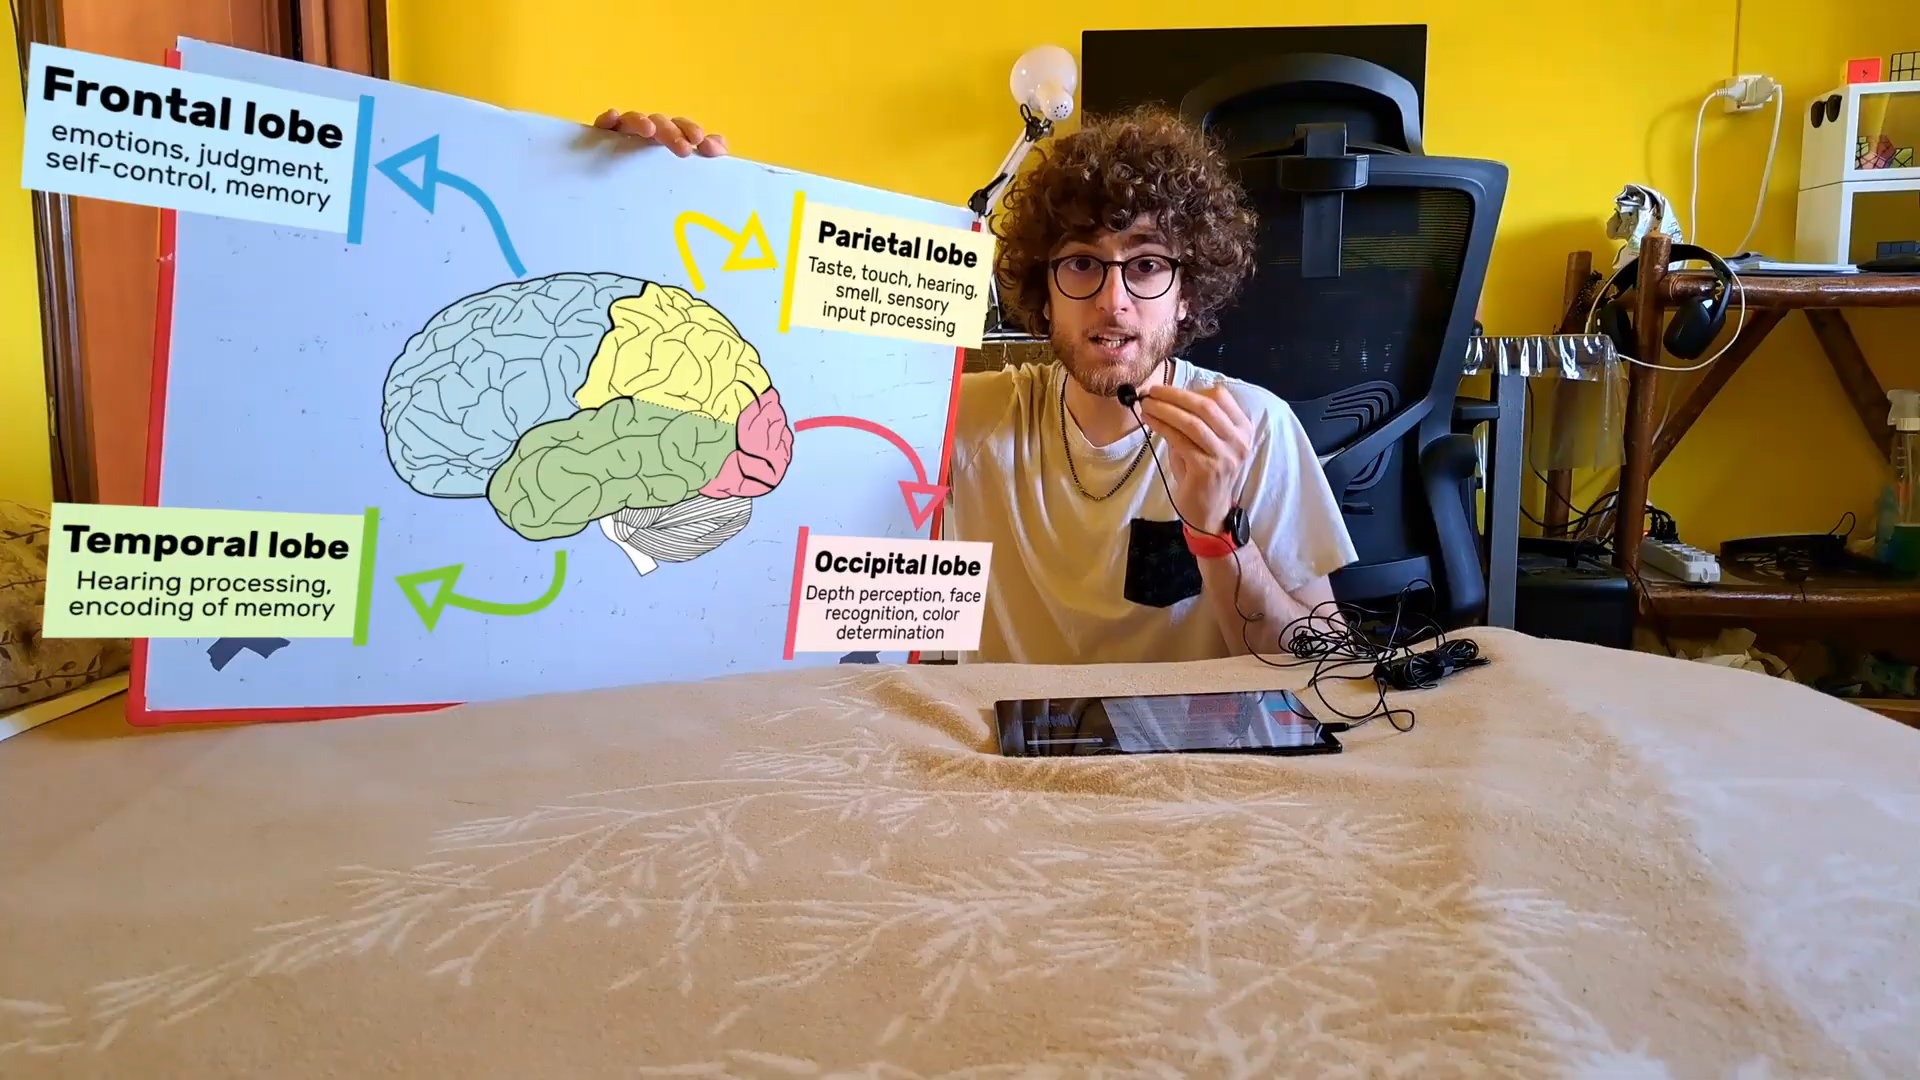 Frontal lobe
emotions, judgment,
self-control, memory
Parietal lobe
Taste, touch, hearing,
smell, sensory
input processing
Temporal lobe
Hearing processing,
encoding of memory
Occipital lobe
Depth perception, face
recognition, color
determination